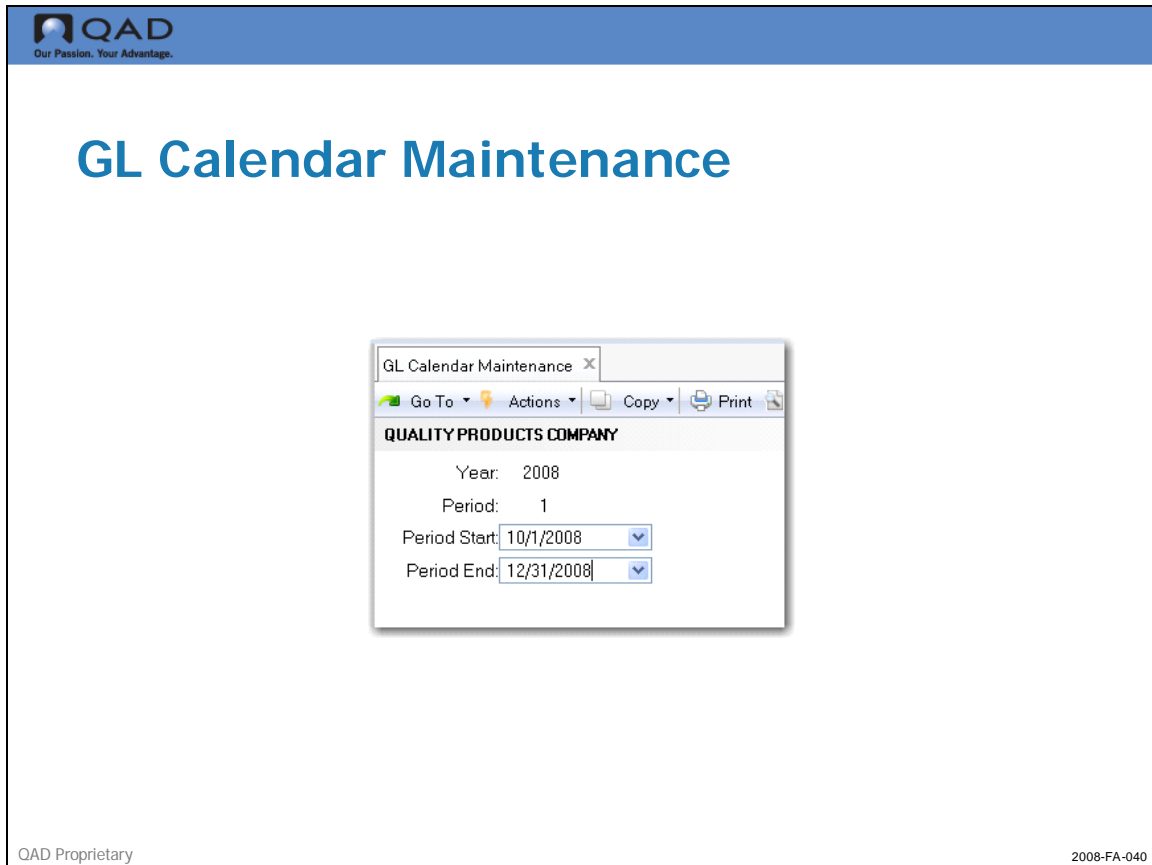 QAD
Our Passion. Your Advantage.
GL Calendar Maintenance
GL Calendar Maintenance
Go To Actions Copy Print
QUALITY PRODUCTS COMPANY
Year: 2008
Period: 1
Period Start: 10/1/2008
Period End: 12/31/2008
QAD Proprietary
2008-FA-040